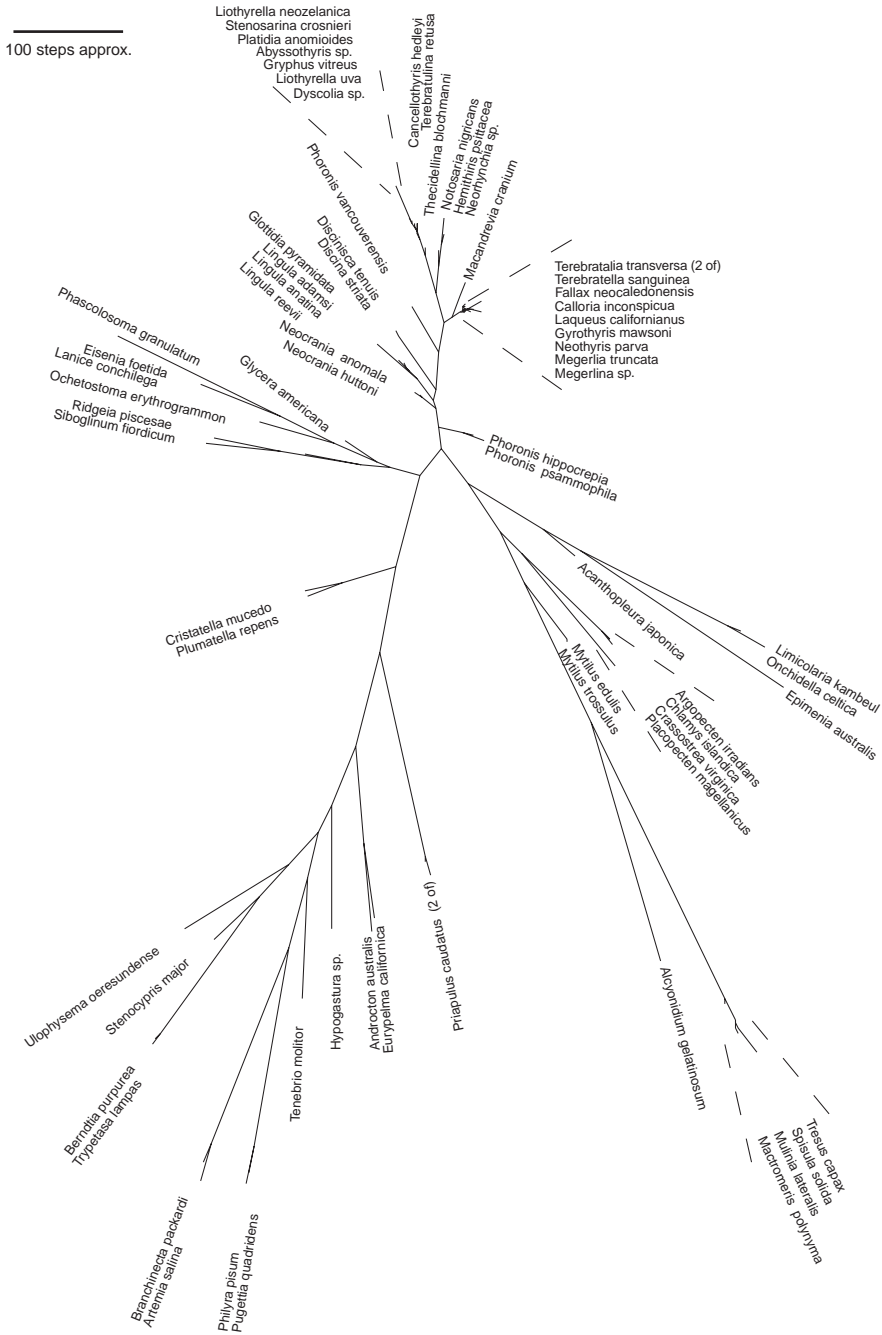 Liothyrella neozelanica
Stenosarina crosnieri
Platidia anomioides
Abyssothyris sp.
Gryphus vitreus
Liothyrella uva
Dyscolia sp.
100 steps approx.
Cancellothyris hedleyi
Terebratulina retusa
Thecidellina blochmanni
Notosaria nigricans
Hemithiris psittacea
Neorhynchia sp.
Macandrevia cranium
Phoronis vancouverensis
Discinisca tenuis
Discina striata
Glottidia pyramidata
Lingula adamsi
Lingula anatina
Lingula reevii
Neocrania anomala
Neocrania huttoni
Terebratalia transversa (2 of)
Terebratella sanguinea
Fallax neocaledonensis
Calloria inconspicua
Laqueus californianus
Gyrothyris mawsoni
Neothyris parva
Megerlia truncata
Megerlina sp.
Phascolosoma granulatum
Eisenia foetida
Lanice conchilega
Ochetostoma erythrogrammon
Ridgeia piscesae
Siboglinum fiordicum
Glycera americana
Phoronis hippocrepia
Phoronis psammophila
Cristatella mucedo
Plumatella repens
Acanthopleura japonica
Limicolaria kambeul
Onchidella celtica
Epimenia australis
Mytilus edulis
Mytilus trossulus
Argopecten irradians
Chlamys islandica
Crassostrea virginica
Placopecten magellanicus
Ulophysema oeresundense
Stenocypris major
Berndtia purpurea
Trypetasa lampas
Branchinecta packardi
Artemia salina
Philyra pisum
Pugettia quadridens
Tenebrio molitor
Hypogastura sp.
Androcton australis
Eurypelma californica
Priapulus caudatus (2 of)
Alcyonidium gelatinosum
Tresus capax
Spisula solida
Mulinia lateralis
Mactromeris polynyma